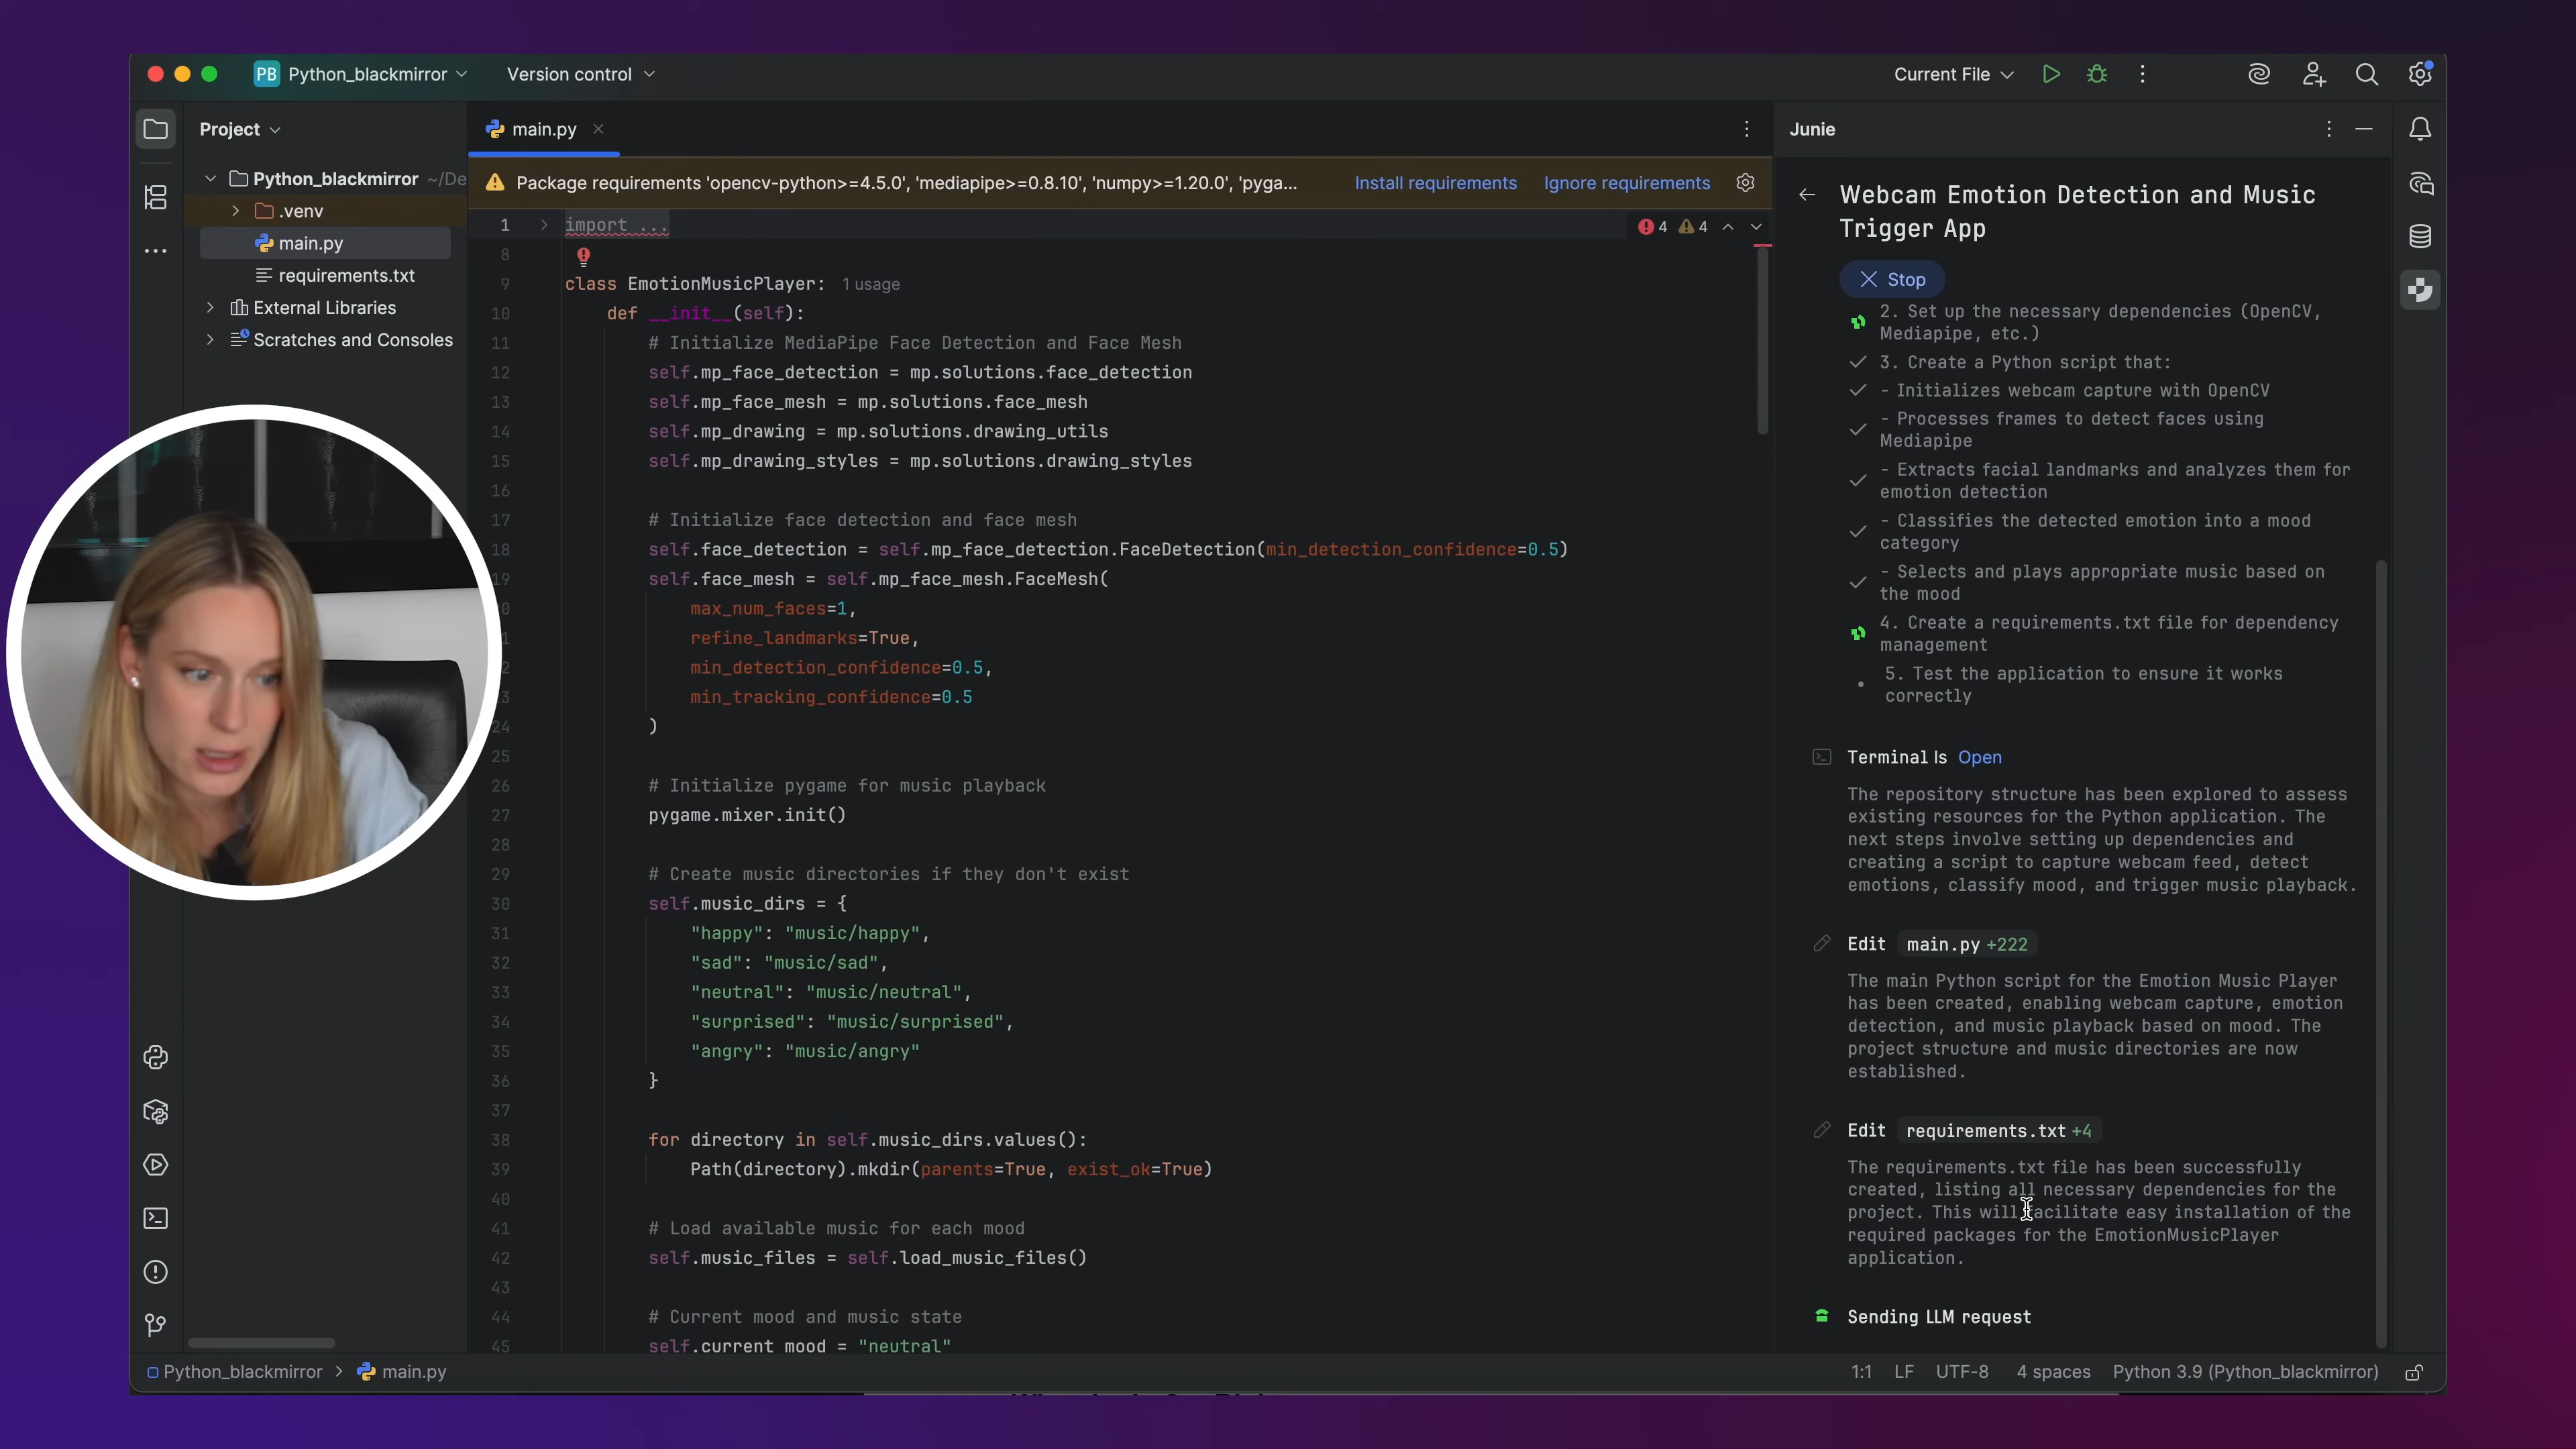 PB Python_blackmirror
Version control
Current File
Project
main.py
Junie
Python_blackmirror ~/De
.venv
main.py
requirements.txt
External Libraries
Scratches and Consoles
Package requirements 'opencv-python>=4.5.0', 'mediapipe>=0.8.10', 'numpy>=1.20.0', 'pyga...
Install requirements
Ignore requirements
4 4
1 import ...
8
9 class EmotionMusicPlayer: 1 usage
10 def __init__(self):
11 # Initialize MediaPipe Face Detection and Face Mesh
12 self.mp_face_detection = mp.solutions.face_detection
13 self.mp_face_mesh = mp.solutions.face_mesh
14 self.mp_drawing = mp.solutions.drawing_utils
15 self.mp_drawing_styles = mp.solutions.drawing_styles
16
17 # Initialize face detection and face mesh
18 self.face_detection = self.mp_face_detection.FaceDetection(min_detection_confidence=0.5)
19 self.face_mesh = self.mp_face_mesh.FaceMesh(
0 max_num_faces=1,
1 refine_landmarks=True,
2 min_detection_confidence=0.5,
3 min_tracking_confidence=0.5
24 )
25
26 # Initialize pygame for music playback
27 pygame.mixer.init()
28
29 # Create music directories if they don't exist
30 self.music_dirs = {
31 "happy": "music/happy",
32 "sad": "music/sad",
33 "neutral": "music/neutral",
34 "surprised": "music/surprised",
35 "angry": "music/angry"
36 }
37
38 for directory in self.music_dirs.values():
39 Path(directory).mkdir(parents=True, exist_ok=True)
40
41 # Load available music for each mood
42 self.music_files = self.load_music_files()
43
44 # Current mood and music state
45 self.current_mood = "neutral"
Webcam Emotion Detection and Music
Trigger App
Stop
2. Set up the necessary dependencies (OpenCV,
Mediapipe, etc.)
3. Create a Python script that:
- Initializes webcam capture with OpenCV
- Processes frames to detect faces using
Mediapipe
- Extracts facial landmarks and analyzes them for
emotion detection
- Classifies the detected emotion into a mood
category
- Selects and plays appropriate music based on
the mood
4. Create a requirements.txt file for dependency
management
5. Test the application to ensure it works
correctly
Terminal Is Open
The repository structure has been explored to assess
existing resources for the Python application. The
next steps involve setting up dependencies and
creating a script to capture webcam feed, detect
emotions, classify mood, and trigger music playback.
Edit main.py +222
The main Python script for the Emotion Music Player
has been created, enabling webcam capture, emotion
detection, and music playback based on mood. The
project structure and music directories are now
established.
Edit requirements.txt +4
The requirements.txt file has been successfully
created, listing all necessary dependencies for the
project. This will facilitate easy installation of the
required packages for the EmotionMusicPlayer
application.
Sending LLM request
Python_blackmirror > main.py
1:1 LF UTF-8 4 spaces Python 3.9 (Python_blackmirror)